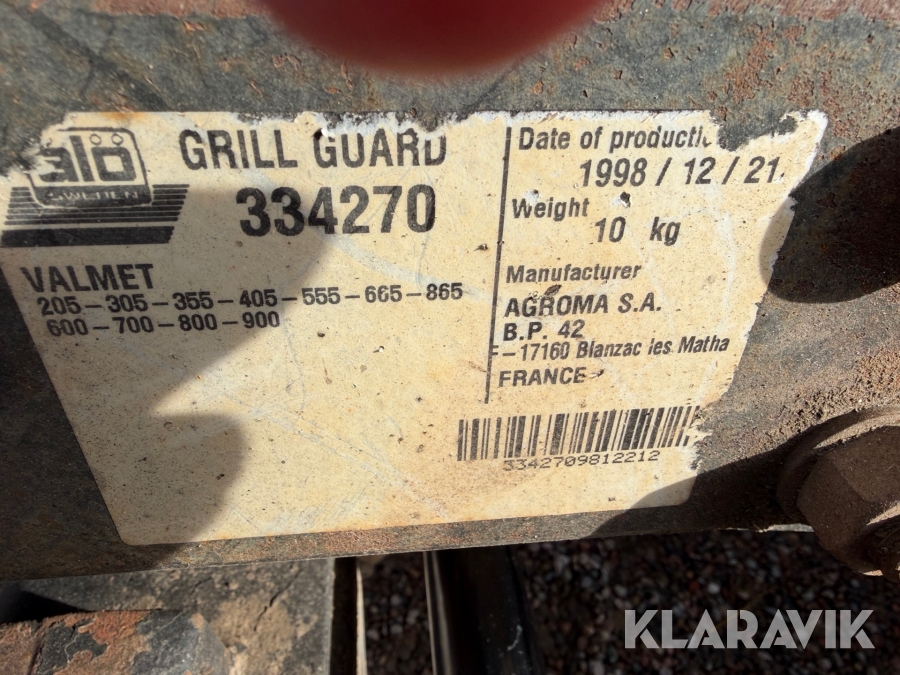 ålö
SWEDEN
GRILL GUARD
334270
VALMET
205-305-355-405-555-665-865
600-700-800-900
Date of productio
1998 / 12 / 21
Weight
10 kg
Manufacturer
AGROMA S.A.
B.P. 42
F-17160 Blanzac les Matha
FRANCE
3342709812212
KLARAVIK